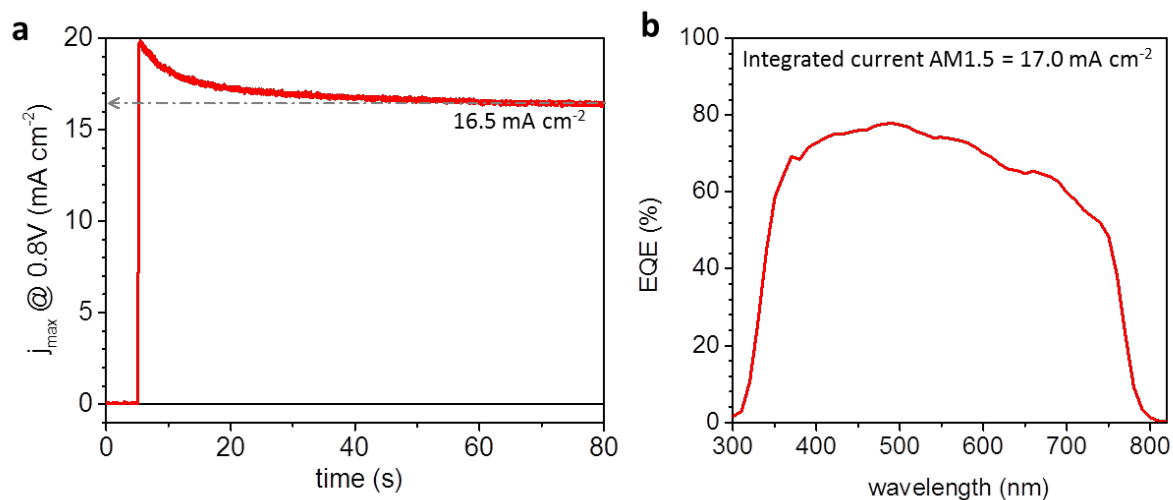 a
20
15
10
5
0
j_max @ 0.8V (mA cm⁻²)
16.5 mA cm⁻²
0
20
40
60
80
time (s)
b
100
80
60
40
20
0
EQE (%)
Integrated current AM1.5 = 17.0 mA cm⁻²
300
400
500
600
700
800
wavelength (nm)